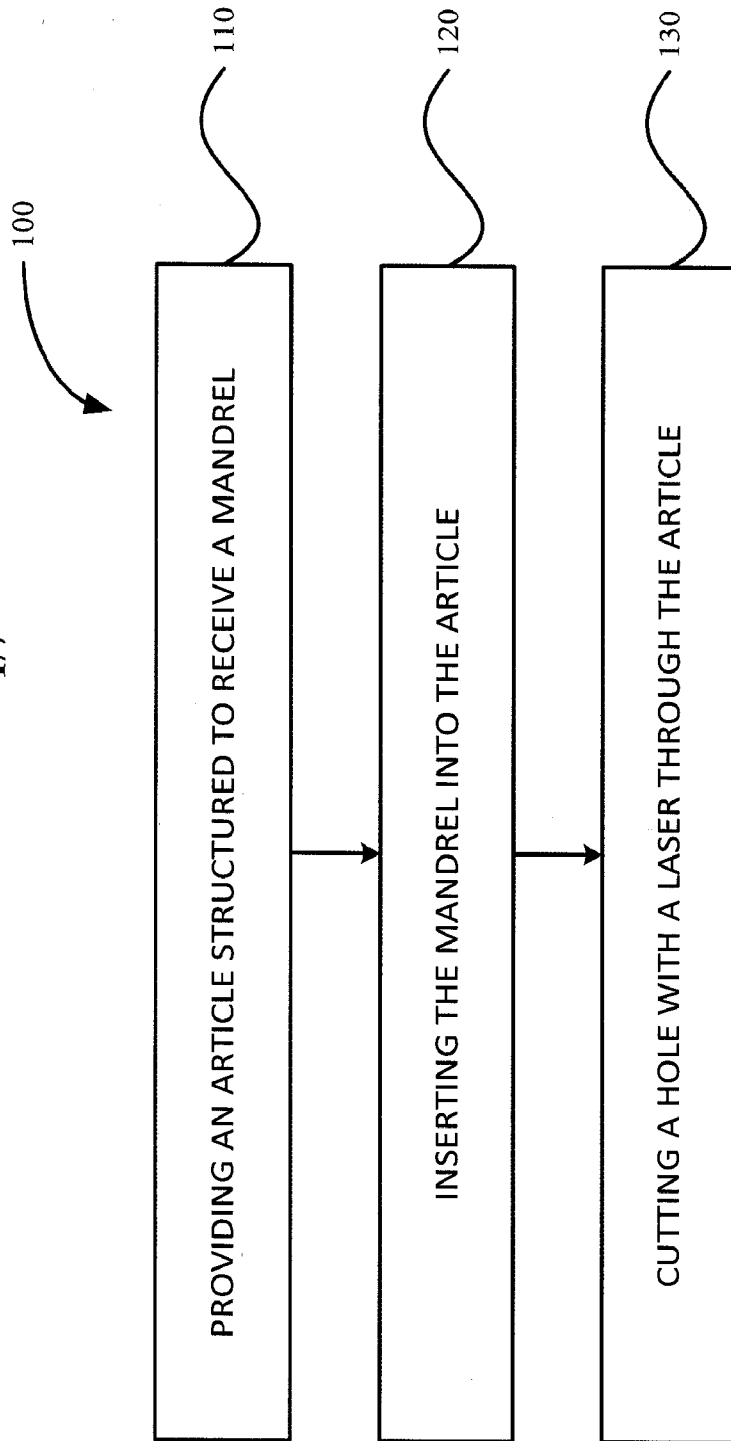 100
PROVIDING AN ARTICLE STRUCTURED TO RECEIVE A MANDREL
110
INSERTING THE MANDREL INTO THE ARTICLE
120
CUTTING A HOLE WITH A LASER THROUGH THE ARTICLE
130